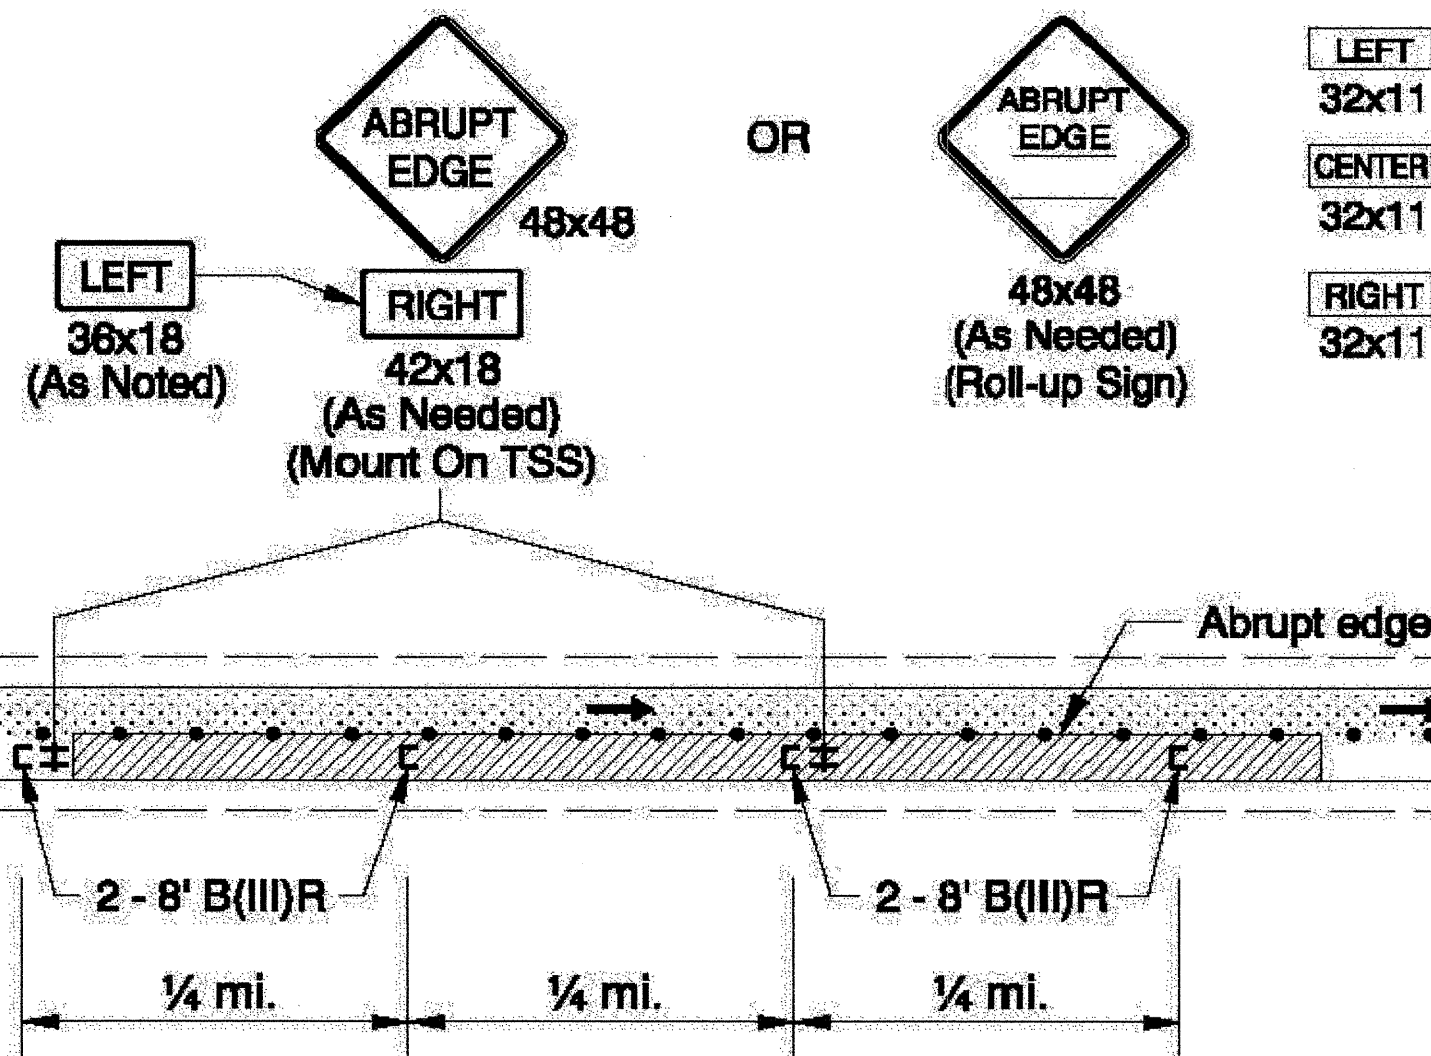 ABRUPT
EDGE
48x48
LEFT
36x18
(As Noted)
RIGHT
42x18
(As Needed)
(Mount On TSS)
OR
ABRUPT
EDGE
48x48
(As Needed)
(Roll-up Sign)
LEFT
32x11
CENTER
32x11
RIGHT
32x11
Abrupt edge
2 - 8' B(III)R
2 - 8' B(III)R
¼ mi.
¼ mi.
¼ mi.